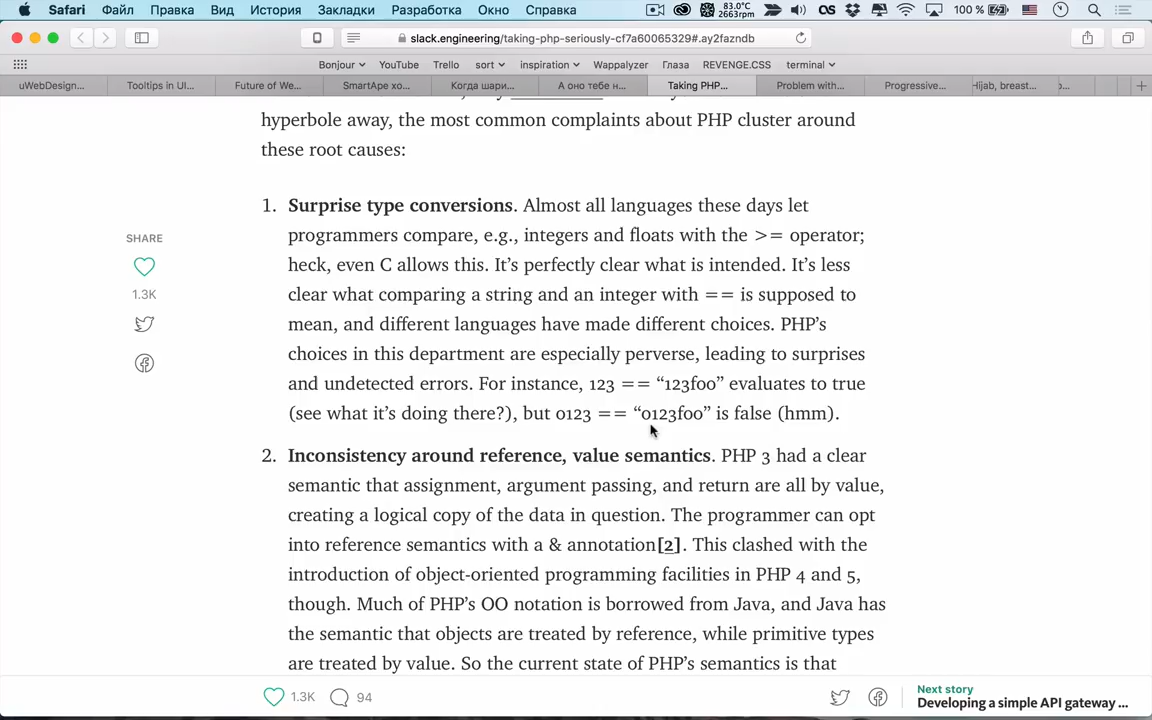 Safari Файл Правка Вид История Закладки Разработка Окно Справка 83.0°C 2663rpm 100 %
slack.engineering/taking-php-seriously-cf7a60065329#.ay2fazndb
Bonjour YouTube Trello sort inspiration Wappalyzer Глаза REVENGE.CSS terminal
uWebDesign... Tooltips in UI... Future of We... SmartApe хо... Когда шари... А оно тебе н... Taking PHP... Problem with... Progressive... Hijab, breast...
hyperbole away, the most common complaints about PHP cluster around
these root causes:
1. Surprise type conversions. Almost all languages these days let
programmers compare, e.g., integers and floats with the >= operator;
heck, even C allows this. It’s perfectly clear what is intended. It’s less
clear what comparing a string and an integer with == is supposed to
mean, and different languages have made different choices. PHP’s
choices in this department are especially perverse, leading to surprises
and undetected errors. For instance, 123 == “123foo” evaluates to true
(see what it’s doing there?), but 0123 == “0123foo” is false (hmm).
2. Inconsistency around reference, value semantics. PHP 3 had a clear
semantic that assignment, argument passing, and return are all by value,
creating a logical copy of the data in question. The programmer can opt
into reference semantics with a & annotation[2]. This clashed with the
introduction of object-oriented programming facilities in PHP 4 and 5,
though. Much of PHP’s OO notation is borrowed from Java, and Java has
the semantic that objects are treated by reference, while primitive types
are treated by value. So the current state of PHP’s semantics is that
SHARE
1.3K
1.3K 94
Next story
Developing a simple API gateway ...